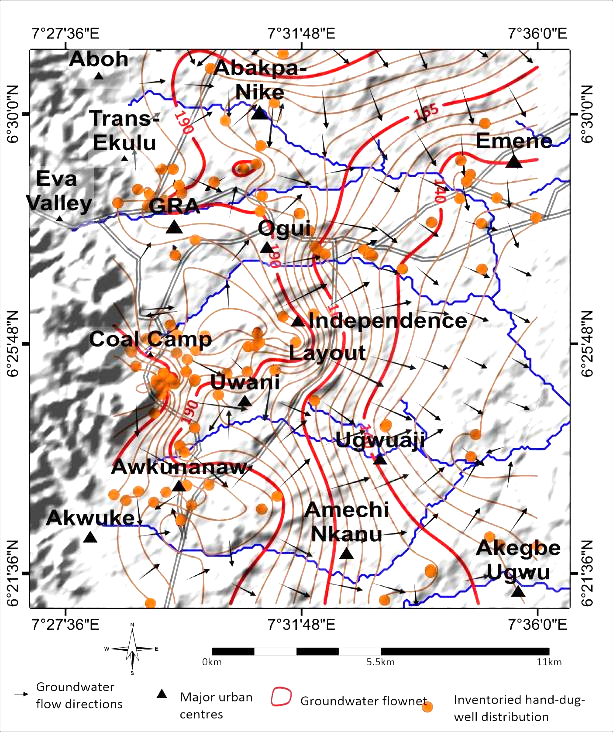 7°27'36"E 7°31'48"E 7°36'0"E
Aboh
Abakpa-
Nike
6°30'0"N
6°30'0"N
Trans-
Ekulu
190
165
Emene
Eva
Valley
GRA
140
Ogui
190
Independence
Layout
6°25'48"N
6°25'48"N
Coal Camp
Uwani
190
Ugwuaji
Awkunanaw
Akwuke
Amechi
Nkanu
Akegbe
Ugwu
6°21'36"N
6°21'36"N
7°27'36"E 7°31'48"E 7°36'0"E
N
W E
S
0km 5.5km 11km
Groundwater
flow directions
Major urban
centres
Groundwater flownet
Inventoried hand-dug-
well distribution